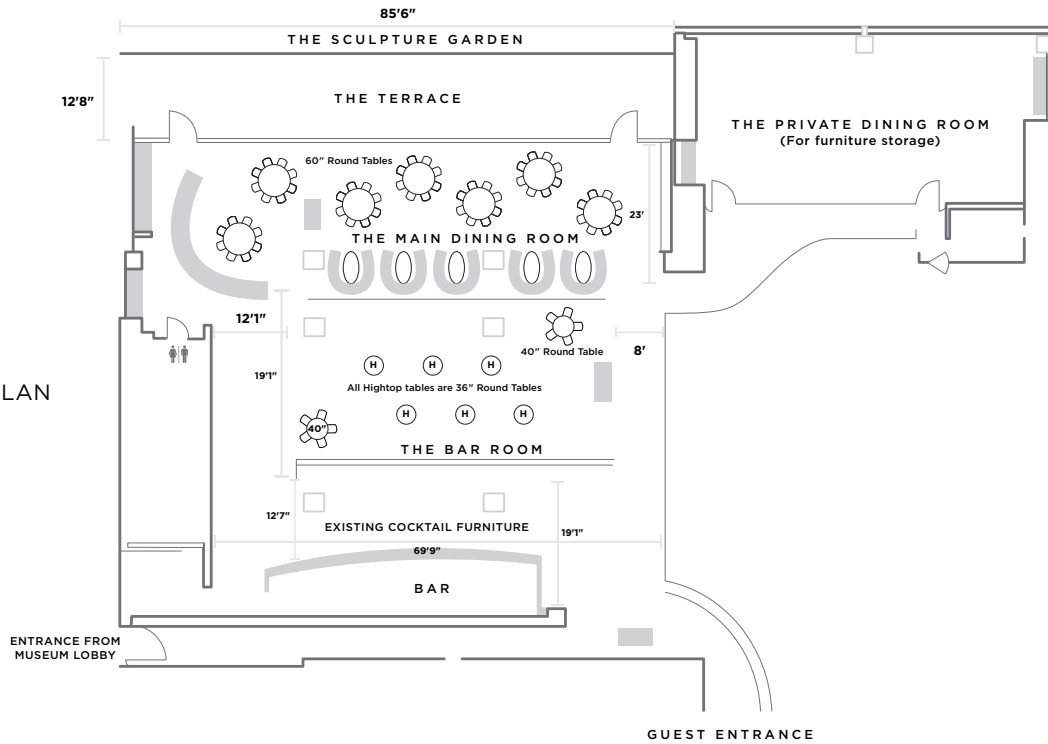 85'6"
THE SCULPTURE GARDEN
12'8"
THE TERRACE
THE PRIVATE DINING ROOM
(For furniture storage)
60" Round Tables
23'
THE MAIN DINING ROOM
12'1"
40" Round Table
8'
19'1"
H H H
LAN
All Hightop tables are 36" Round Tables
H H H
40"
THE BAR ROOM
12'7"
EXISTING COCKTAIL FURNITURE
19'1"
69'9"
BAR
ENTRANCE FROM
MUSEUM LOBBY
GUEST ENTRANCE